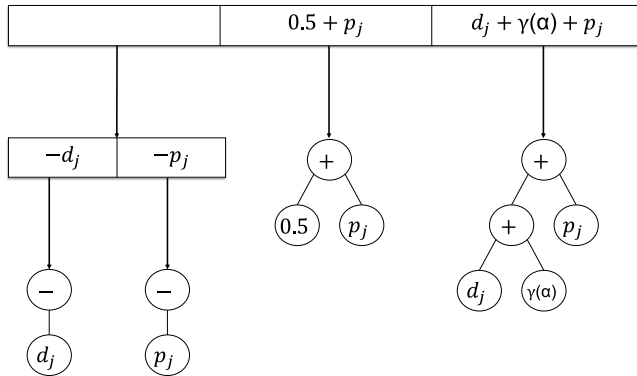 0.5 + p_j d_j + γ(α) + p_j
−d_j −p_j + +
0.5 p_j + p_j
− − d_j γ(α)
d_j p_j